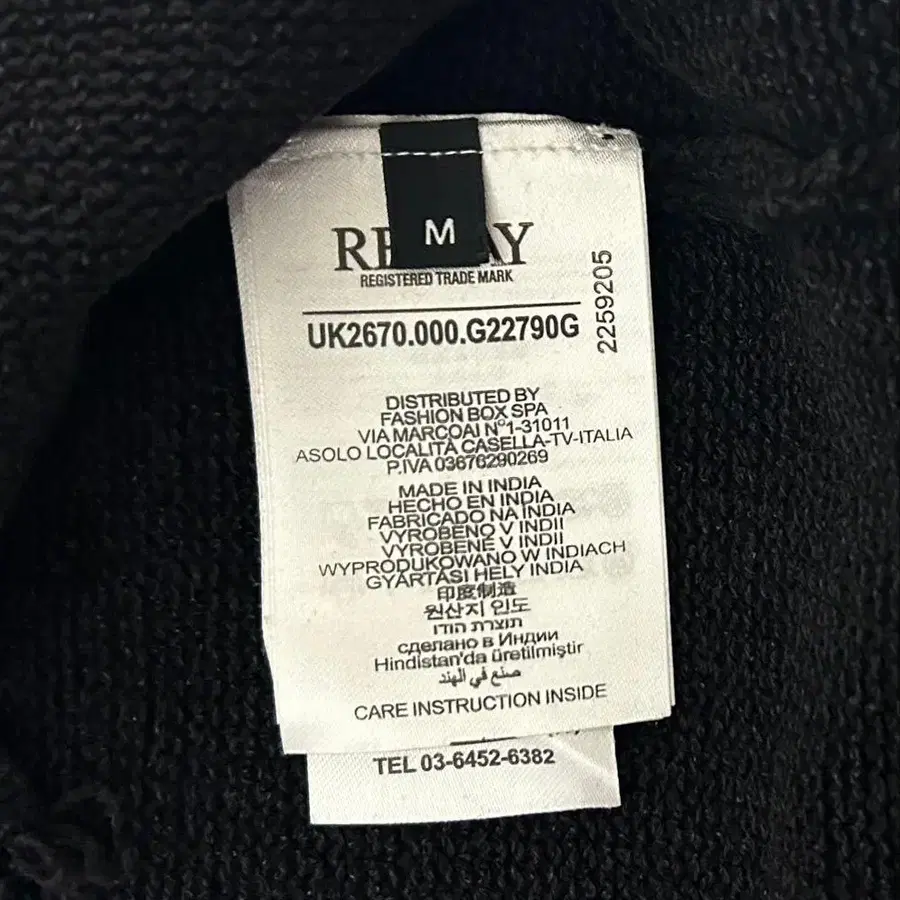 M
RE AY
REGISTERED TRADE MARK
UK2670.000.G22790G
2259205
DISTRIBUTED BY
FASHION BOX SPA
VIA MARCOAI N°1-31011
ASOLO LOCALITÀ CASELLA-TV-ITALIA
P.IVA 03676290269
MADE IN INDIA
HECHO EN INDIA
FABRICADO NA INDIA
VYROBENO V INDII
VYROBENÉ V INDII
WYPRODUKOWANO W INDIACH
GYÁRTÁSI HELY INDIA
印度制造
원산지 인도
תוצרת הודו
сделано в Индии
Hindistan'da üretilmiştir
صنع في الهند
CARE INSTRUCTION INSIDE
TEL 03-6452-6382